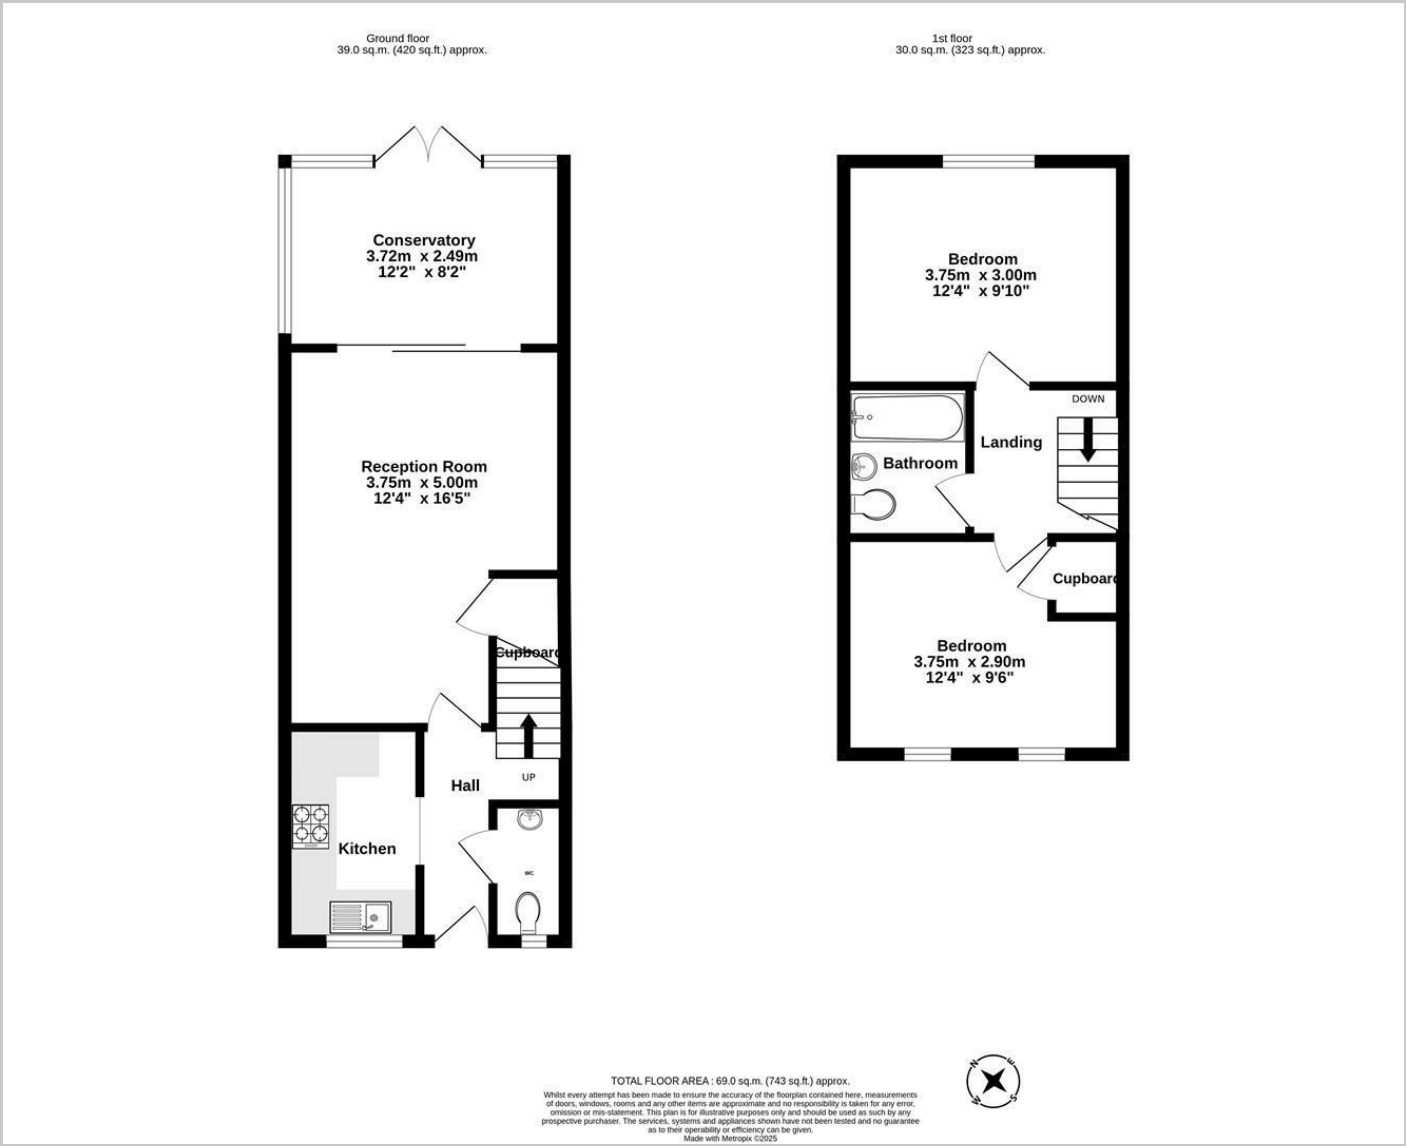 Ground floor
39.0 sq.m. (420 sq.ft.) approx.
1st floor
30.0 sq.m. (323 sq.ft.) approx.
Conservatory
3.72m x 2.49m
12'2" x 8'2"
Reception Room
3.75m x 5.00m
12'4" x 16'5"
Cupboard
UP
Hall
Kitchen
WC
Bedroom
3.75m x 3.00m
12'4" x 9'10"
DOWN
Landing
Bathroom
Cupboard
Bedroom
3.75m x 2.90m
12'4" x 9'6"
TOTAL FLOOR AREA : 69.0 sq.m. (743 sq.ft.) approx.
Whilst every attempt has been made to ensure the accuracy of the floorplan contained here, measurements
of doors, windows, rooms and any other items are approximate and no responsibility is taken for any error,
omission or mis-statement. This plan is for illustrative purposes only and should be used as such by any
prospective purchaser. The services, systems and appliances shown have not been tested and no guarantee
as to their operability or efficiency can be given.
Made with Metropix ©2025
N
E
W
S